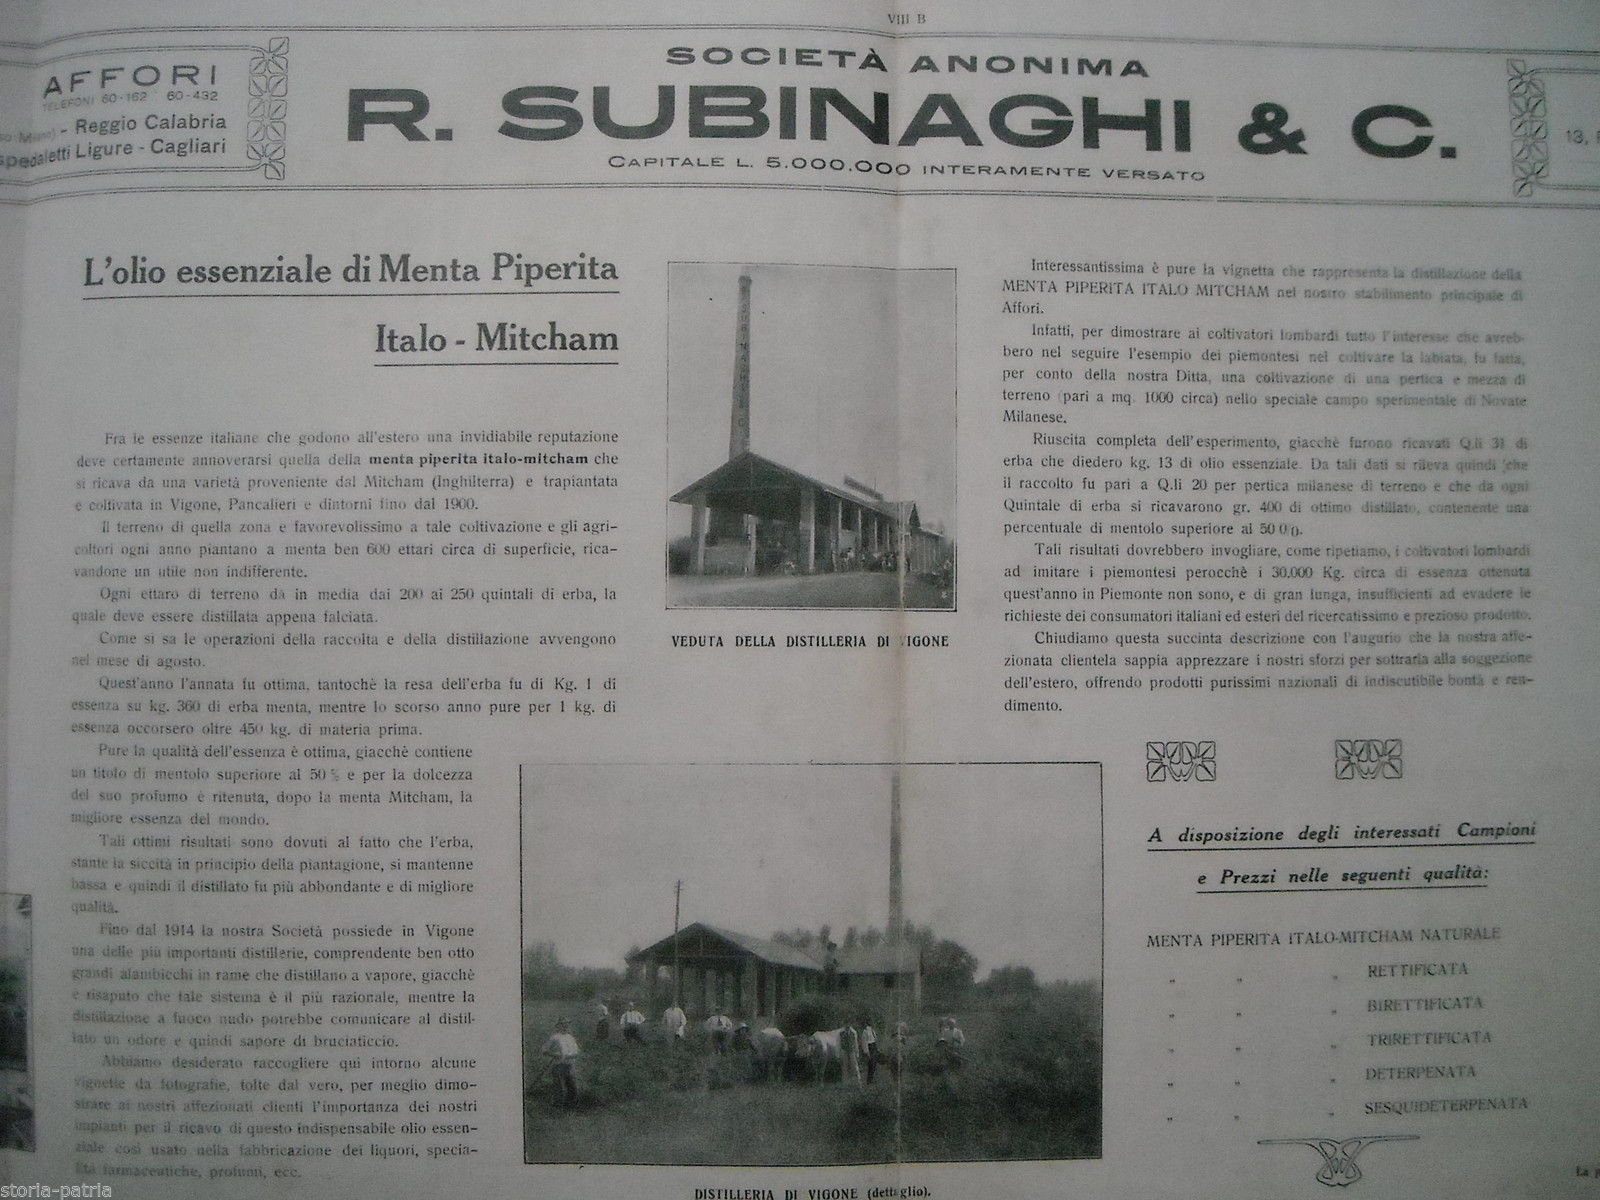 VIII B
AFFORI
TELEFONI 60-162 60-432
- Reggio Calabria
Ligure - Cagliari
SOCIETÀ ANONIMA
R. SUBINAGHI & C.
CAPITALE L. 5.000.000 INTERAMENTE VERSATO
13,
L'olio essenziale di Menta Piperita
Italo - Mitcham
Fra le essenze italiane che godono all'estero una invidiabile reputazione
deve certamente annoverarsi quella della menta piperita italo-mitcham che
si ricava da una varietà proveniente dal Mitcham (Inghilterra) e trapiantata
e coltivata in Vigone, Pancalieri e dintorni fino dal 1900.
Il terreno di quella zona e favorevolissimo a tale coltivazione e gli agri-
coltori ogni anno piantano a menta ben 600 ettari circa di superficie, rica-
vandone un utile non indifferente.
Ogni ettaro di terreno dà in media dai 200 ai 250 quintali di erba, la
quale deve essere distillata appena falciata.
Come si sa le operazioni della raccolta e della distillazione avvengono
nel mese di agosto.
Quest'anno l'annata fu ottima, tantochè la resa dell'erba fu di Kg. 1 di
essenza su kg. 360 di erba menta, mentre lo scorso anno pure per 1 kg. di
essenza occorsero oltre 450 kg. di materia prima.
Pure la qualità dell'essenza è ottima, giacchè contiene
un titolo di mentolo superiore al 50 % e per la dolcezza
del suo profumo è ritenuta, dopo la menta Mitcham, la
migliore essenza del mondo.
Tali ottimi risultati sono dovuti al fatto che l'erba,
stante la siccità in principio della piantagione, si mantenne
bassa e quindi il distillato fu più abbondante e di migliore
qualità.
Fino dal 1914 la nostra Società possiede in Vigone
una delle più importanti distillerie, comprendente ben otto
grandi alambicchi in rame che distillano a vapore, giacchè
è risaputo che tale sistema è il più razionale, mentre la
distillazione a fuoco nudo potrebbe comunicare al distil-
lato un odore e quindi sapore di bruciaticcio.
Abbiamo desiderato raccogliere qui intorno alcune
vignette da fotografie, tolte dal vero, per meglio dimo-
strare ai nostri affezionati clienti l'importanza dei nostri
impianti per il ricavo di questo indispensabile olio essen-
ziale così usato nella fabbricazione dei liquori, specia-
lità farmaceutiche, profumi, ecc.
SUBINAGHI & C.
VEDUTA DELLA DISTILLERIA DI VIGONE
DISTILLERIA DI VIGONE (dettaglio).
Interessantissima è pure la vignetta che rappresenta la distillazione della
MENTA PIPERITA ITALO MITCHAM nel nostro stabilimento principale di
Affori.
Infatti, per dimostrare ai coltivatori lombardi tutto l'interesse che avreb-
bero nel seguire l'esempio dei piemontesi nel coltivare la labiata, fu fatta,
per conto della nostra Ditta, una coltivazione di una pertica e mezza di
terreno (pari a mq. 1000 circa) nello speciale campo sperimentale di Novate
Milanese.
Riuscita completa dell'esperimento, giacchè furono ricavati Q.li 31 di
erba che diedero kg. 13 di olio essenziale. Da tali dati si rileva quindi che
il raccolto fu pari a Q.li 20 per pertica milanese di terreno e che da ogni
Quintale di erba si ricavarono gr. 400 di ottimo distillato, contenente una
percentuale di mentolo superiore al 50 0/0.
Tali risultati dovrebbero invogliare, come ripetiamo, i coltivatori lombardi
ad imitare i piemontesi perocchè i 30.000 Kg. circa di essenza ottenuta
quest'anno in Piemonte non sono, e di gran lunga, insufficienti ad evadere le
richieste dei consumatori italiani ed esteri del ricercatissimo e prezioso prodotto.
Chiudiamo questa succinta descrizione con l'augurio che la nostra affe-
zionata clientela sappia apprezzare i nostri sforzi per sottrarla alla soggezione
dell'estero, offrendo prodotti purissimi nazionali di indiscutibile bontà e ren-
dimento.
A disposizione degli interessati Campioni
e Prezzi nelle seguenti qualità:
MENTA PIPERITA ITALO-MITCHAM NATURALE
" " " RETTIFICATA
" " " BIRETTIFICATA
" " " TRIRETTIFICATA
" " " DETERPENATA
" " " SESQUIDETERPENATA
La
storia-patria